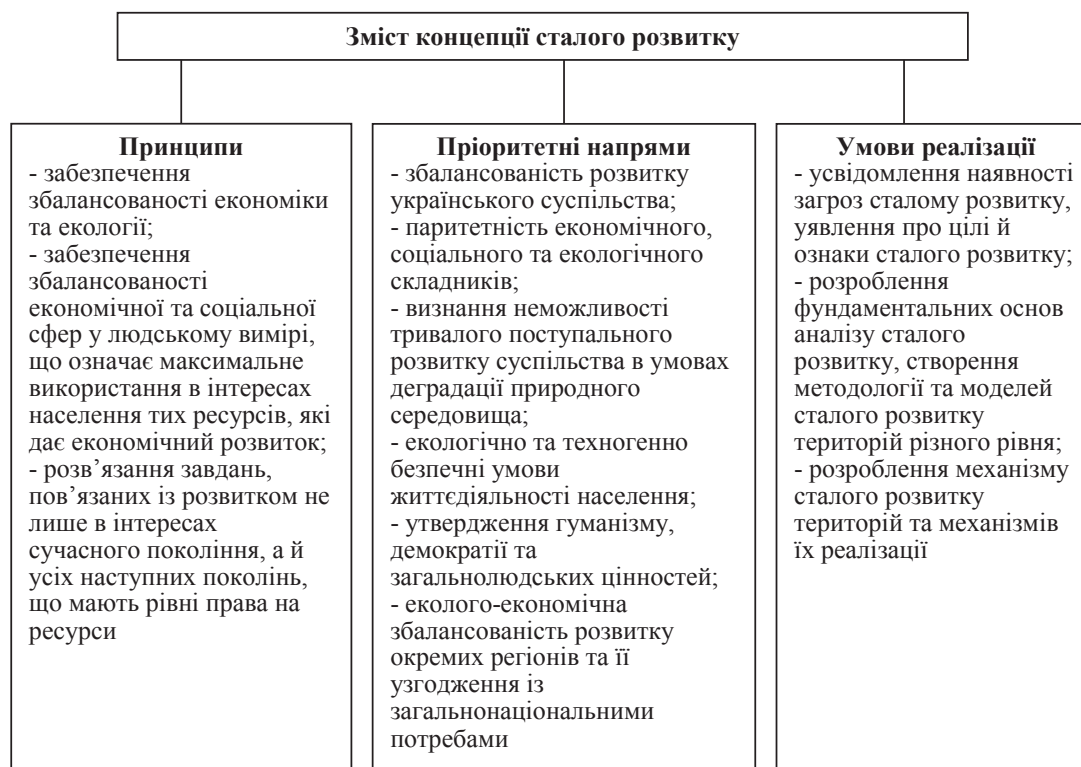 Зміст концепції сталого розвитку
Принципи
- забезпечення
збалансованості економіки
та екології;
- забезпечення
збалансованості
економічної та соціальної
сфер у людському вимірі,
що означає максимальне
використання в інтересах
населення тих ресурсів, які
дає економічний розвиток;
- розв’язання завдань,
пов’язаних із розвитком не
лише в інтересах
сучасного покоління, а й
усіх наступних поколінь,
що мають рівні права на
ресурси
Пріоритетні напрями
- збалансованість розвитку
українського суспільства;
- паритетність економічного,
соціального та екологічного
складників;
- визнання неможливості
тривалого поступального
розвитку суспільства в умовах
деградації природного
середовища;
- екологічно та техногенно
безпечні умови
життєдіяльності населення;
- утвердження гуманізму,
демократії та
загальнолюдських цінностей;
- еколого-економічна
збалансованість розвитку
окремих регіонів та її
узгодження із
загальнонаціональними
потребами
Умови реалізації
- усвідомлення наявності
загроз сталому розвитку,
уявлення про цілі й
ознаки сталого розвитку;
- розроблення
фундаментальних основ
аналізу сталого
розвитку, створення
методології та моделей
сталого розвитку
територій різного рівня;
- розроблення механізму
сталого розвитку
територій та механізмів
їх реалізації